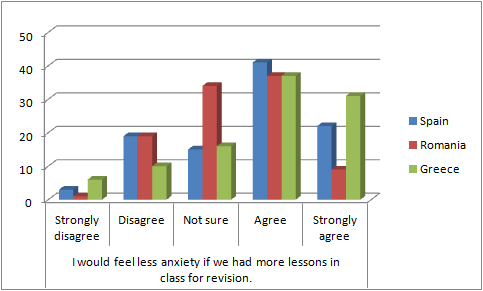 50
40
30
20
10
0
Strongly disagree
Disagree
Not sure
Agree
Strongly agree
I would feel less anxiety if we had more lessons in
class for revision.
Spain
Romania
Greece